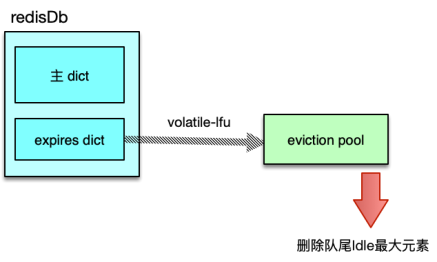 redisDb
主 dict
expires dict
volatile-lfu
eviction pool
删除队尾Idle最大元素